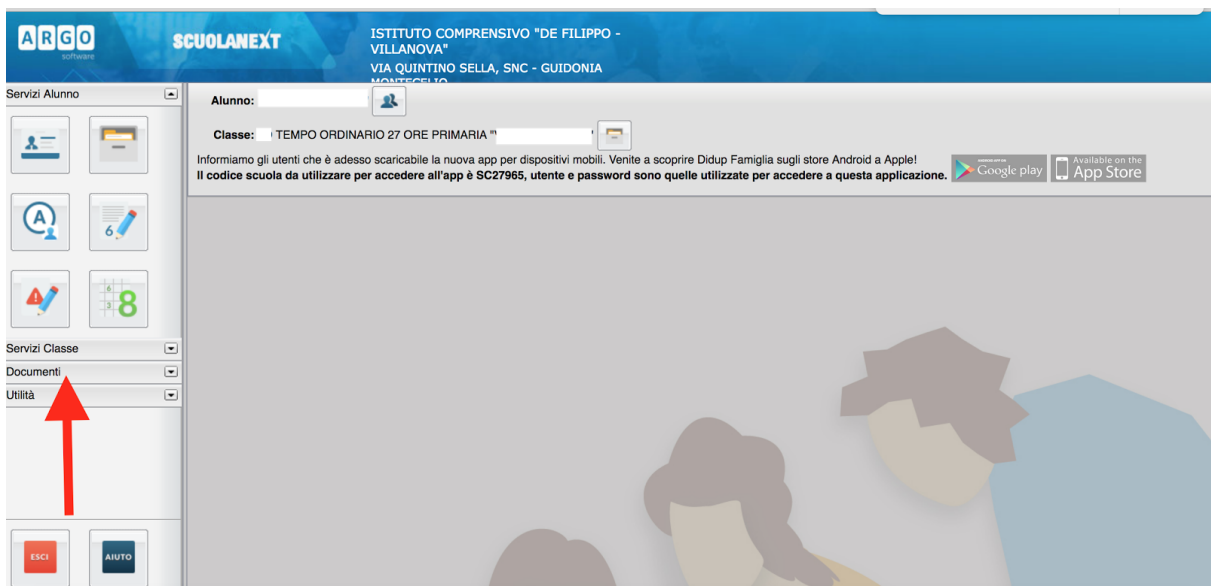 ARGO
software
SCUOLANEXT
ISTITUTO COMPRENSIVO "DE FILIPPO -
VILLANOVA"
VIA QUINTINO SELLA, SNC - GUIDONIA
MONTECELIO
Servizi Alunno
Alunno:
Classe: TEMPO ORDINARIO 27 ORE PRIMARIA "
Informiamo gli utenti che è adesso scaricabile la nuova app per dispositivi mobili. Venite a scoprire Didup Famiglia sugli store Android a Apple!
Il codice scuola da utilizzare per accedere all'app è SC27965, utente e password sono quelle utilizzate per accedere a questa applicazione.
Google play
Available on the
App Store
A
6
6
3
8
Servizi Classe
Documenti
Utilità
ESCI
AIUTO